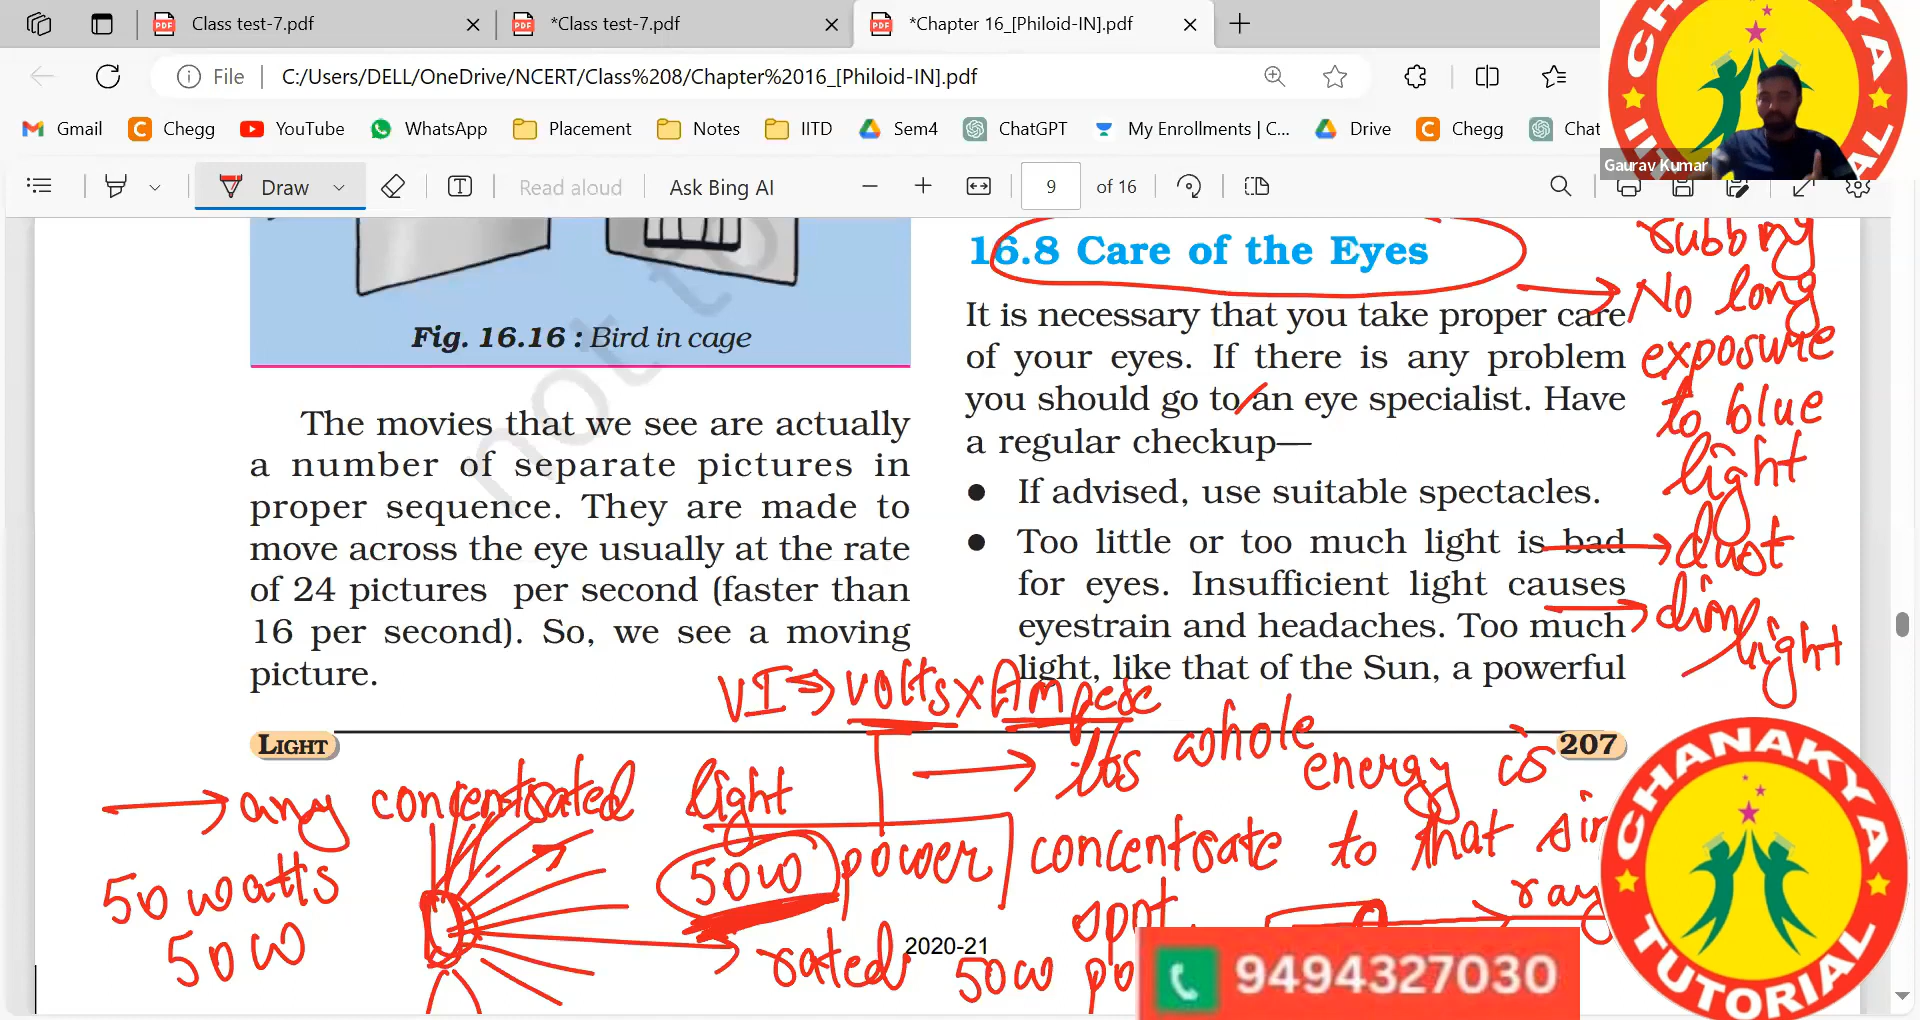 Class test-7.pdf
*Class test-7.pdf
*Chapter 16_[Philoid-IN].pdf
File
C:/Users/DELL/OneDrive/NCERT/Class%208/Chapter%2016_[Philoid-IN].pdf
Gmail
Chegg
YouTube
WhatsApp
Placement
Notes
IITD
Sem4
ChatGPT
My Enrollments | C...
Drive
Chegg
Chat
Draw
Read aloud
Ask Bing AI
9
of 16
Gaurav Kumar
Fig. 16.16 : Bird in cage
The movies that we see are actually
a number of separate pictures in
proper sequence. They are made to
move across the eye usually at the rate
of 24 pictures per second (faster than
16 per second). So, we see a moving
picture.
16.8 Care of the Eyes
It is necessary that you take proper care
of your eyes. If there is any problem
you should go to an eye specialist. Have
a regular checkup—
● If advised, use suitable spectacles.
● Too little or too much light is bad
for eyes. Insufficient light causes
eyestrain and headaches. Too much
light, like that of the Sun, a powerful
rubbing
No long
exposure
to blue
light
dust
dim
light
VI ⇒ volts x
LIGHT
207
any concentrated light
50 watts
50 W
50W power
rated 50W
its whole energy is
concentrate to that
ray
2020-21
not to
9494327030
CHANAKYA
TUTORIAL